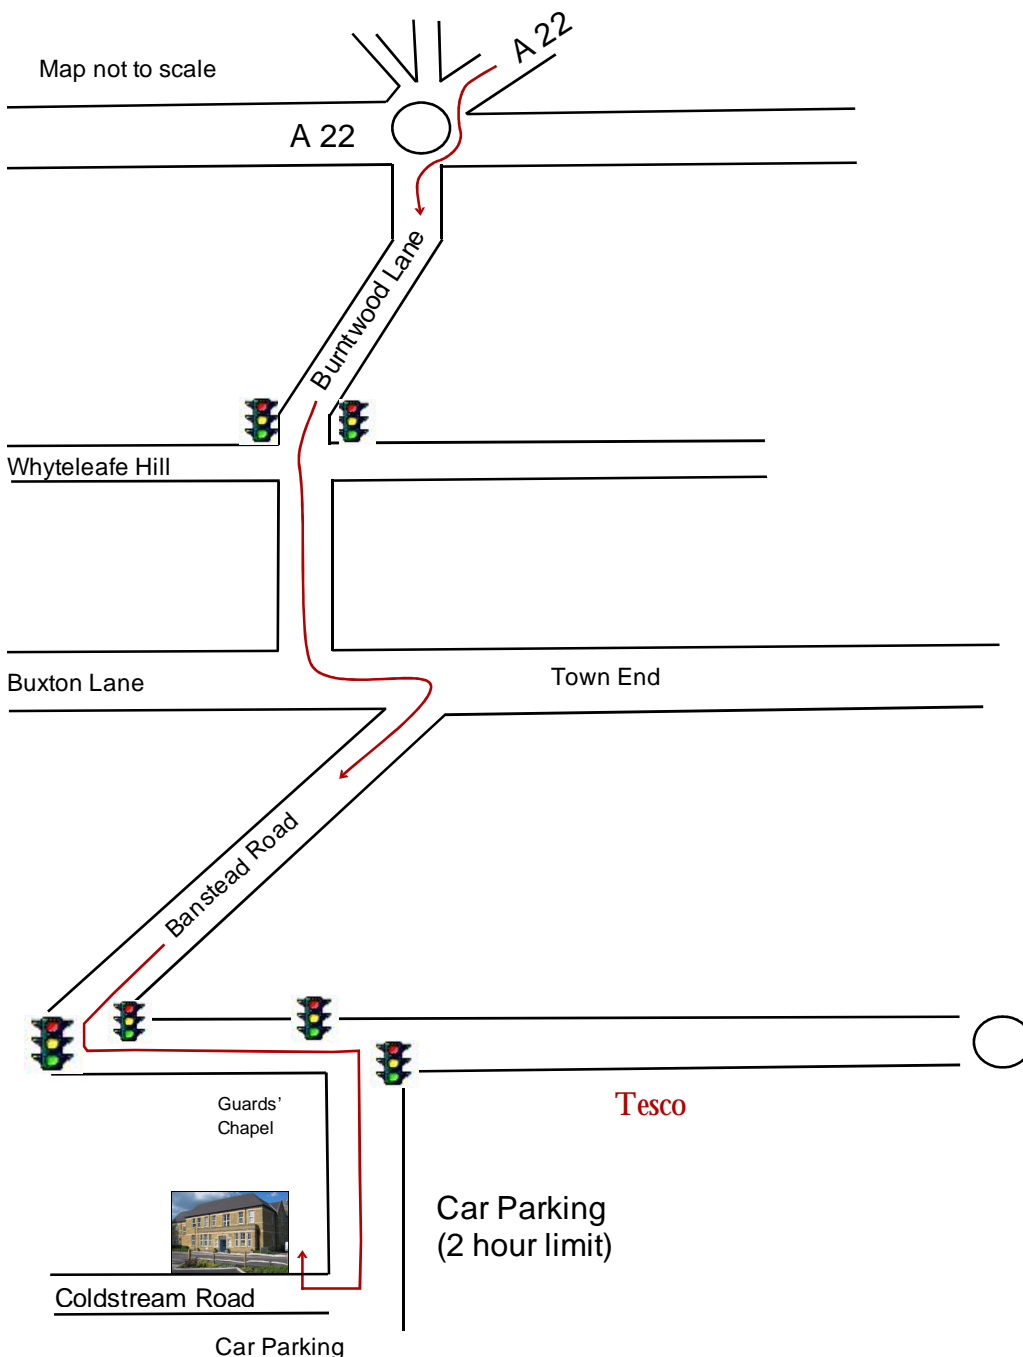 A 22
Map not to scale
A 22
Burntwood Lane
Whyteleafe Hill
Buxton Lane
Town End
Banstead Road
Guards’
Chapel
Tesco
Car Parking
(2 hour limit)
Coldstream Road
Car Parking